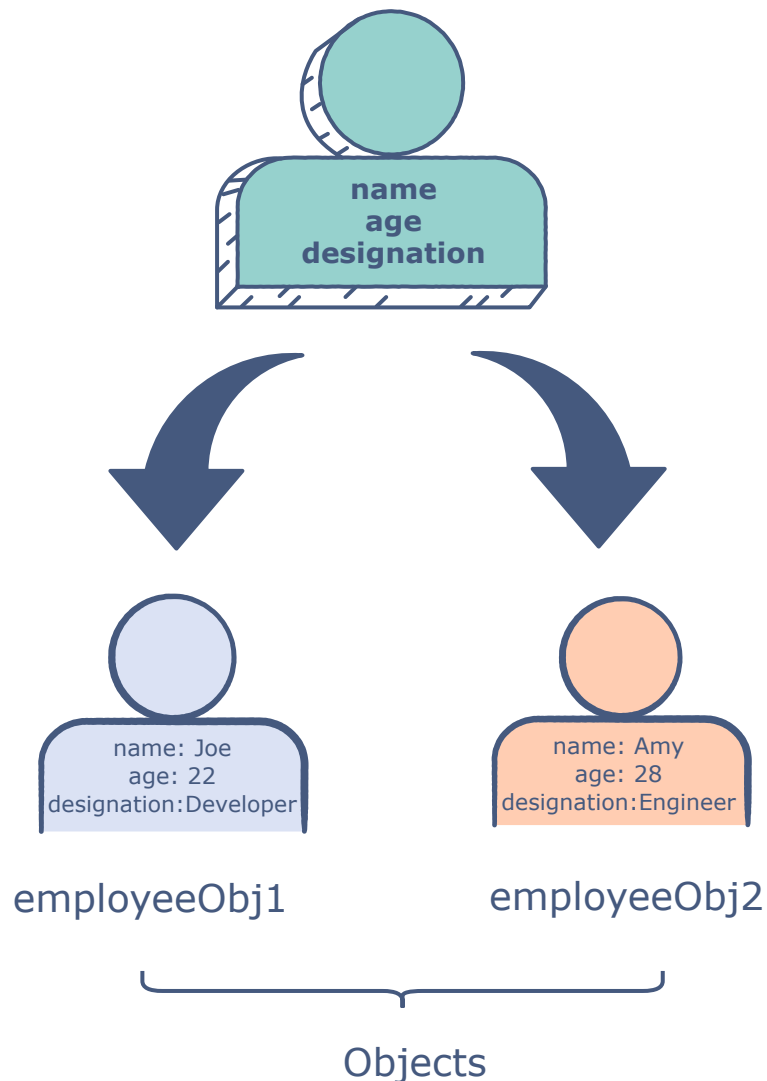 name
age
designation
name: Joe
age: 22
designation:Developer
name: Amy
age: 28
designation:Engineer
employeeObj1
employeeObj2
Objects